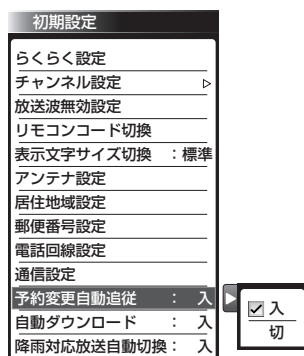 初期設定
らくらく設定
チャンネル設定
放送波無効設定
リモコンコード切換
表示文字サイズ切換 ：標準
アンテナ設定
居住地域設定
郵便番号設定
電話回線設定
通信設定
予約変更自動追従 ： 入
自動ダウンロード ： 入
降雨対応放送自動切換： 入
入
切